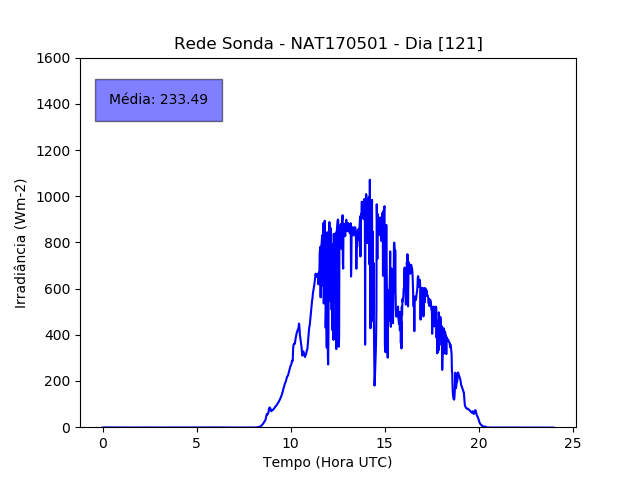 Rede Sonda - NAT170501 - Dia [121]
1600
1400
1200
1000
800
600
400
200
0
Irradiância (Wm-2)
Média: 233.49
0 5 10 15 20 25
Tempo (Hora UTC)